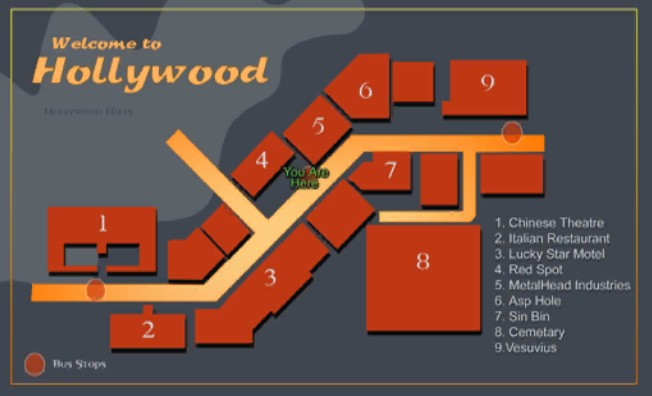 Welcome to
Hollywood
Hollywood Hills
6
9
5
4
You Are
Here
7
1
3
8
2
1. Chinese Theatre
2. Italian Restaurant
3. Lucky Star Motel
4. Red Spot
5. MetalHead Industries
6. Asp Hole
7. Sin Bin
8. Cemetary
9.Vesuvius
Bus Stops